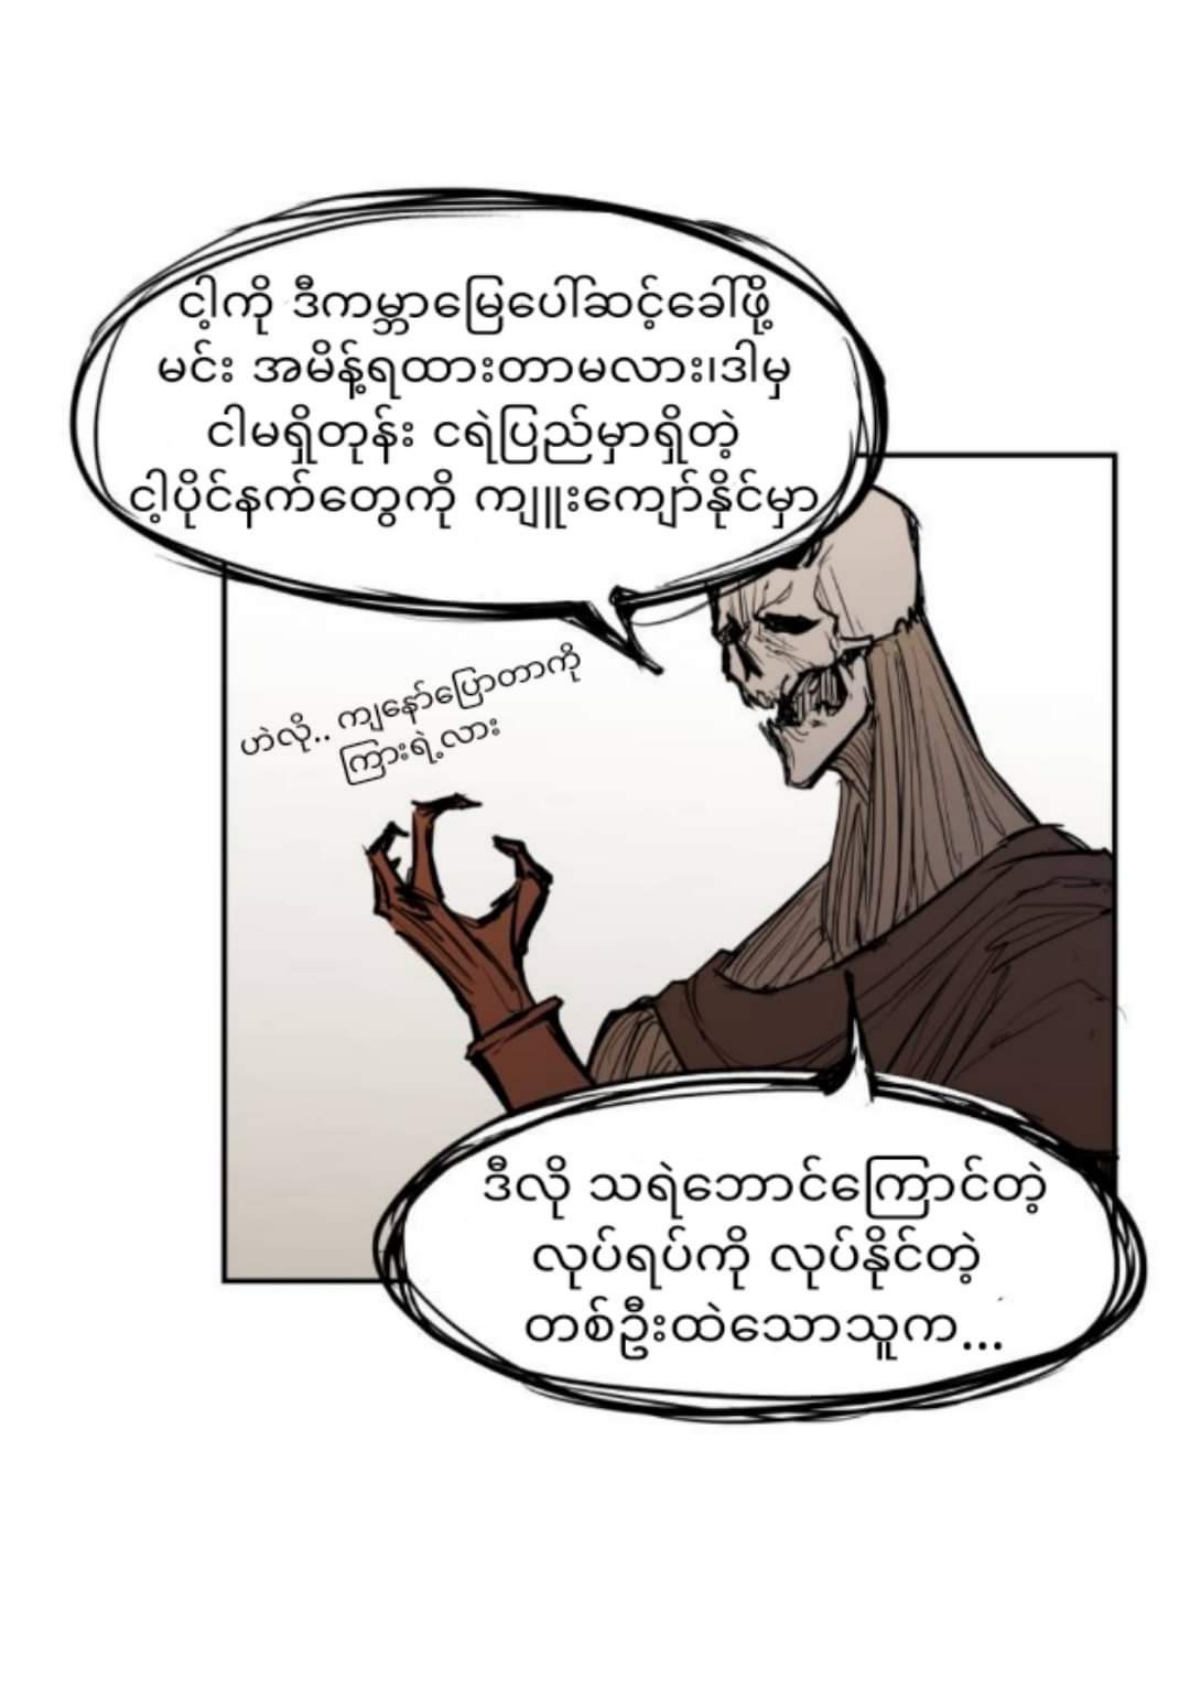 ငါ့ကို ဒီကမ္ဘာမြေပေါ်ဆင့်ခေါ်ဖို့
မင်း အမိန့်ရထားတာမလား၊ဒါမှ
ငါမရှိတုန်း ငရဲပြည်မှာရှိတဲ့
ငါ့ပိုင်နက်တွေကို ကျူးကျော်နိုင်မှာ
ဟဲလို.. ကျနော်ပြောတာကို
ကြားရဲ့လား
ဒီလို သရဲဘောင်ကြောင်တဲ့
လုပ်ရပ်ကို လုပ်နိုင်တဲ့
တစ်ဦးထဲသောသူက...